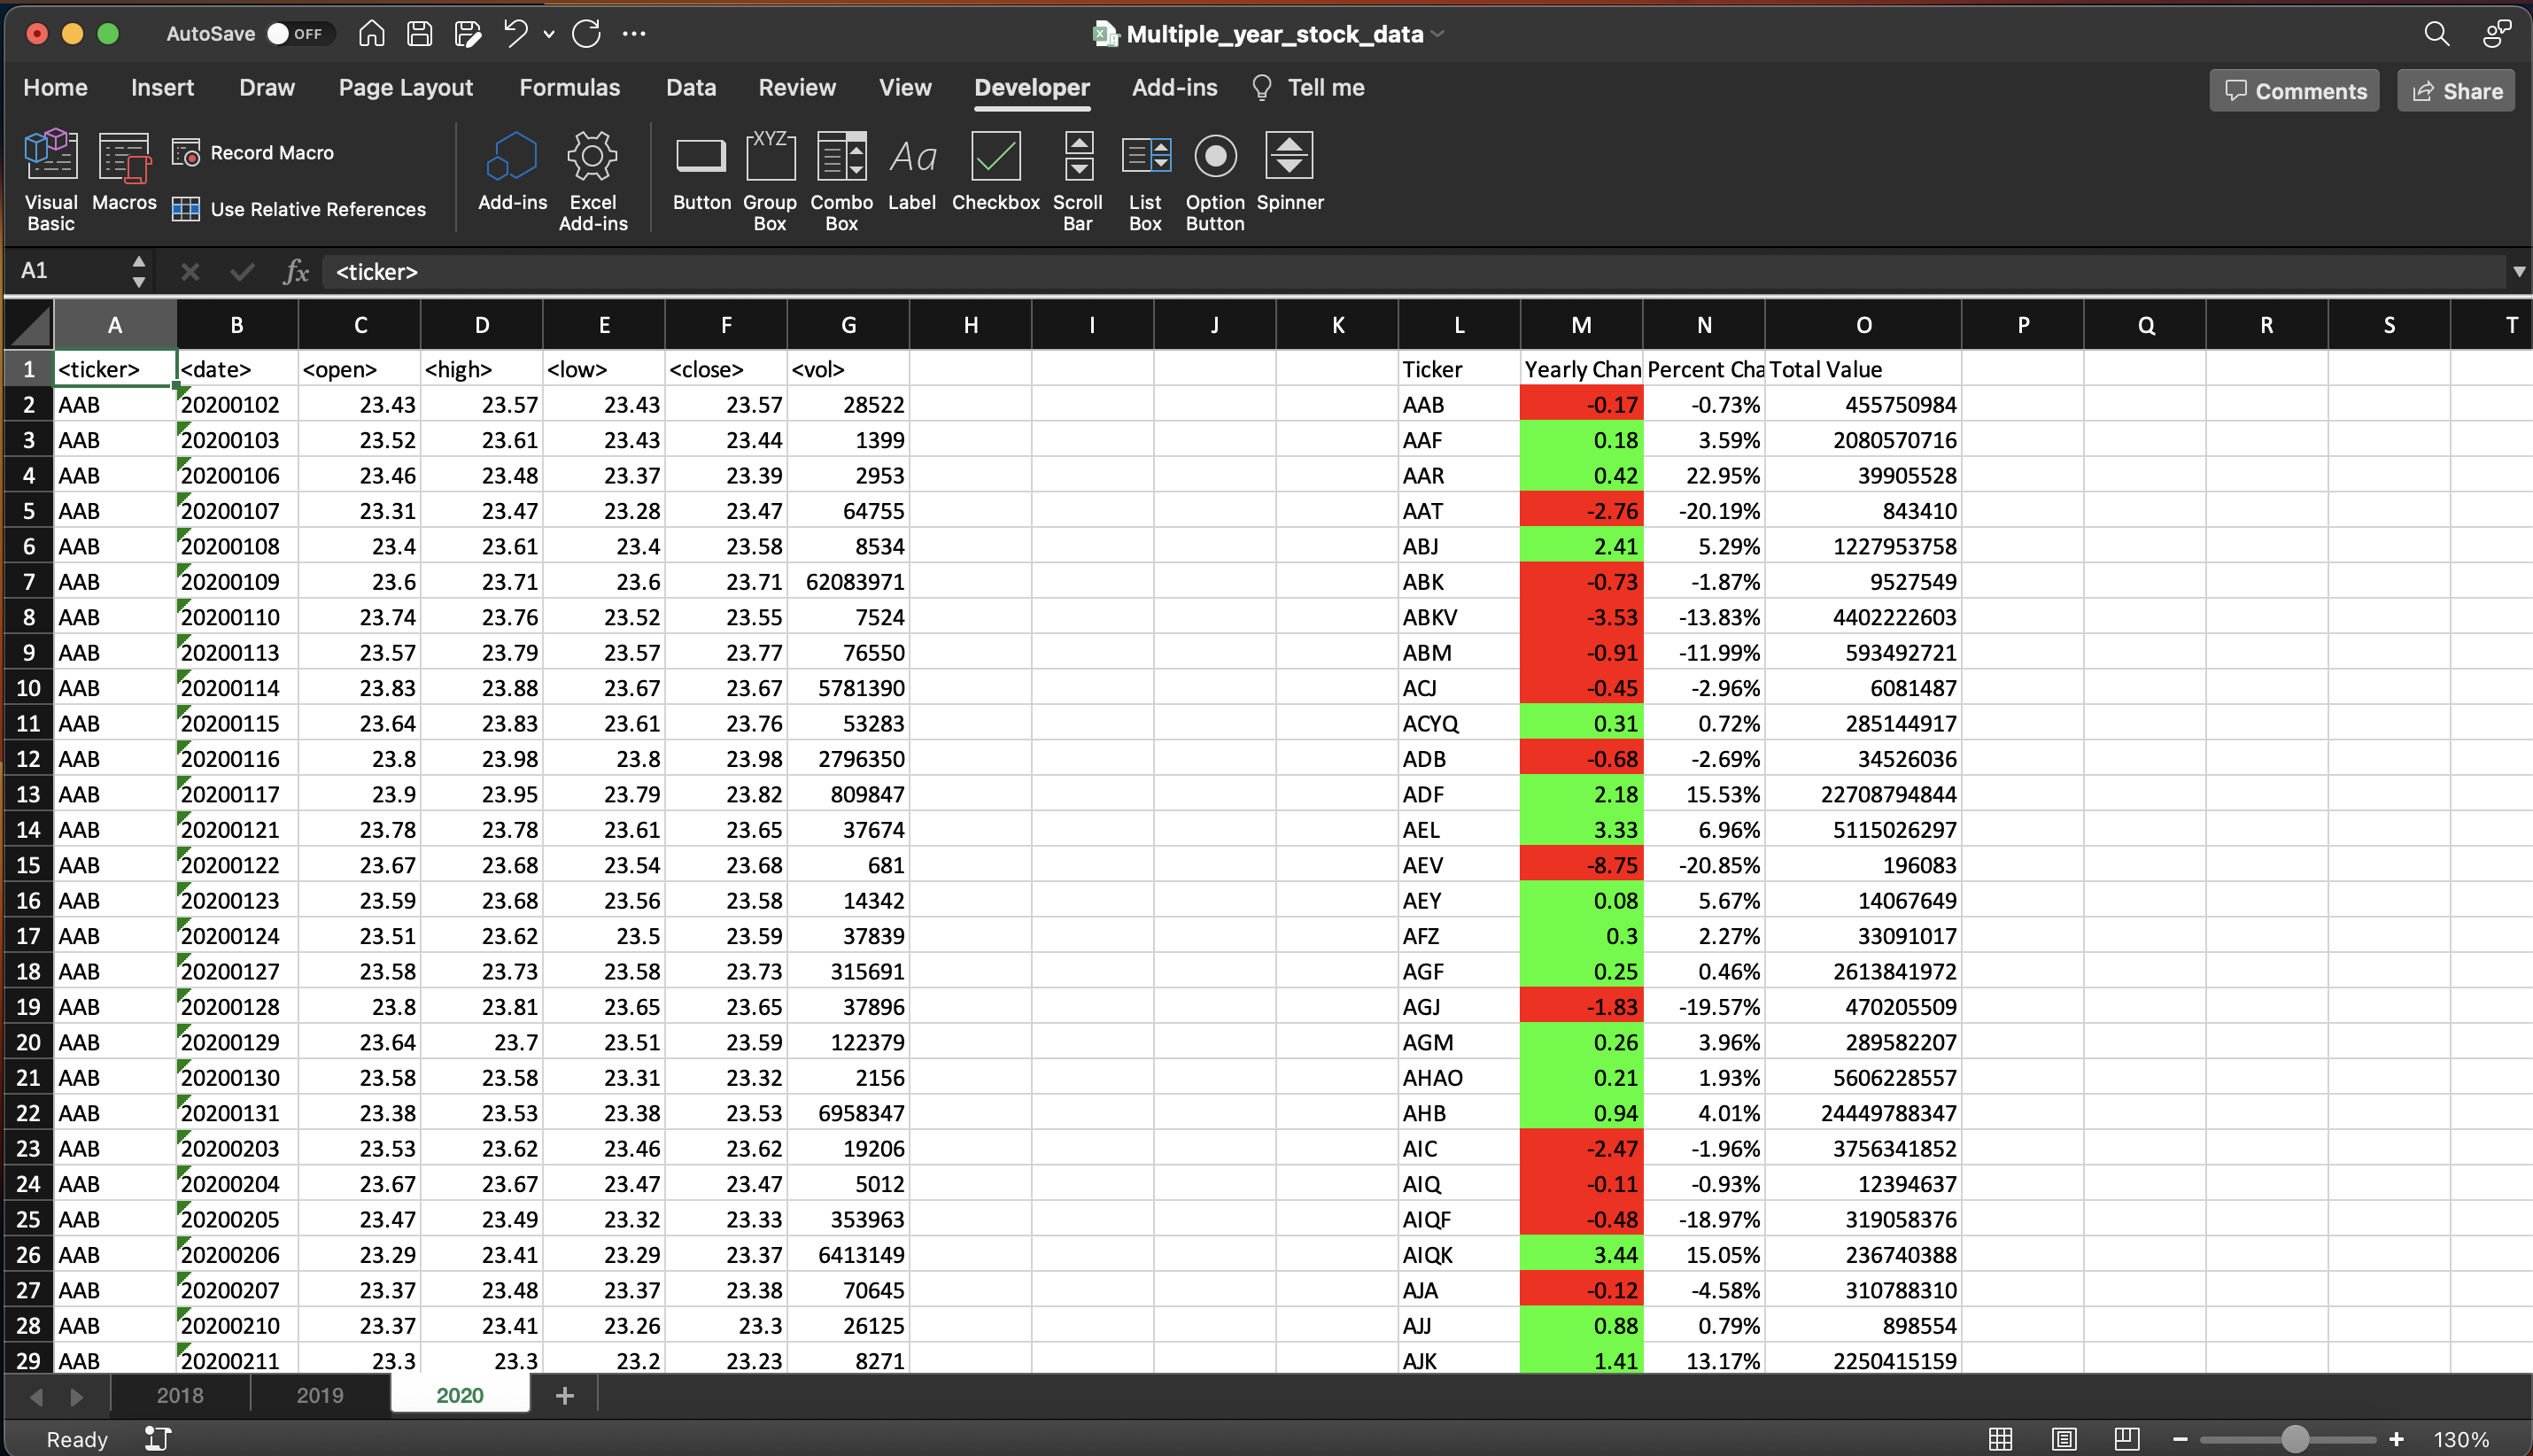 AutoSave OFF Multiple_year_stock_data
Home Insert Draw Page Layout Formulas Data Review View Developer Add-ins Tell me Comments Share
Visual Basic Macros Record Macro Use Relative References Add-ins Excel Add-ins Button Group Box Combo Box Label Checkbox Scroll Bar List Box Option Button Spinner
XYZ Aa
A1 fx <ticker>
A B C D E F G H I J K L M N O P Q R S T
1 <ticker> <date> <open> <high> <low> <close> <vol> Ticker Yearly Chan Percent Cha Total Value
2 AAB 20200102 23.43 23.57 23.43 23.57 28522 AAB -0.17 -0.73% 455750984
3 AAB 20200103 23.52 23.61 23.43 23.44 1399 AAF 0.18 3.59% 2080570716
4 AAB 20200106 23.46 23.48 23.37 23.39 2953 AAR 0.42 22.95% 39905528
5 AAB 20200107 23.31 23.47 23.28 23.47 64755 AAT -2.76 -20.19% 843410
6 AAB 20200108 23.4 23.61 23.4 23.58 8534 ABJ 2.41 5.29% 1227953758
7 AAB 20200109 23.6 23.71 23.6 23.71 62083971 ABK -0.73 -1.87% 9527549
8 AAB 20200110 23.74 23.76 23.52 23.55 7524 ABKV -3.53 -13.83% 4402222603
9 AAB 20200113 23.57 23.79 23.57 23.77 76550 ABM -0.91 -11.99% 593492721
10 AAB 20200114 23.83 23.88 23.67 23.67 5781390 ACJ -0.45 -2.96% 6081487
11 AAB 20200115 23.64 23.83 23.61 23.76 53283 ACYQ 0.31 0.72% 285144917
12 AAB 20200116 23.8 23.98 23.8 23.98 2796350 ADB -0.68 -2.69% 34526036
13 AAB 20200117 23.9 23.95 23.79 23.82 809847 ADF 2.18 15.53% 22708794844
14 AAB 20200121 23.78 23.78 23.61 23.65 37674 AEL 3.33 6.96% 5115026297
15 AAB 20200122 23.67 23.68 23.54 23.68 681 AEV -8.75 -20.85% 196083
16 AAB 20200123 23.59 23.68 23.56 23.58 14342 AEY 0.08 5.67% 14067649
17 AAB 20200124 23.51 23.62 23.5 23.59 37839 AFZ 0.3 2.27% 33091017
18 AAB 20200127 23.58 23.73 23.58 23.73 315691 AGF 0.25 0.46% 2613841972
19 AAB 20200128 23.8 23.81 23.65 23.65 37896 AGJ -1.83 -19.57% 470205509
20 AAB 20200129 23.64 23.7 23.51 23.59 122379 AGM 0.26 3.96% 289582207
21 AAB 20200130 23.58 23.58 23.31 23.32 2156 AHAO 0.21 1.93% 5606228557
22 AAB 20200131 23.38 23.53 23.38 23.53 6958347 AHB 0.94 4.01% 24449788347
23 AAB 20200203 23.53 23.62 23.46 23.62 19206 AIC -2.47 -1.96% 3756341852
24 AAB 20200204 23.67 23.67 23.47 23.47 5012 AIQ -0.11 -0.93% 12394637
25 AAB 20200205 23.47 23.49 23.32 23.33 353963 AIQF -0.48 -18.97% 319058376
26 AAB 20200206 23.29 23.41 23.29 23.37 6413149 AIQK 3.44 15.05% 236740388
27 AAB 20200207 23.37 23.48 23.37 23.38 70645 AJA -0.12 -4.58% 310788310
28 AAB 20200210 23.37 23.41 23.26 23.3 26125 AJJ 0.88 0.79% 898554
29 AAB 20200211 23.3 23.3 23.2 23.23 8271 AJK 1.41 13.17% 2250415159
2018 2019 2020
Ready 130%